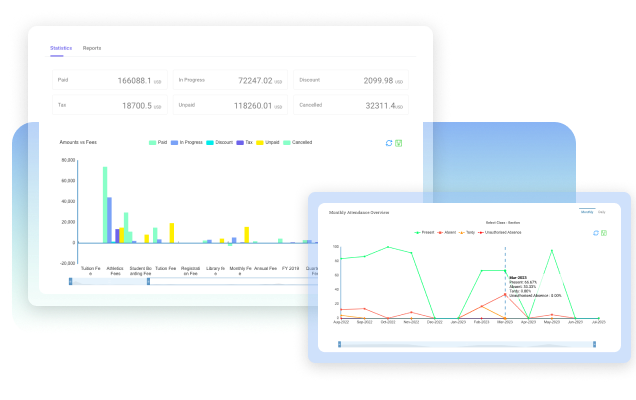 Statistics Reports
Paid 166088.1 USD
In Progress 72247.02 USD
Discount 2099.98 USD
Tax 18700.5 USD
Unpaid 118260.01 USD
Cancelled 32311.4 USD
Amounts vs Fees
Paid In Progress Discount Tax Unpaid Cancelled
80,000
60,000
40,000
20,000
0
-20,000
Tution Fe
e
Athletics
Fees
Student Bo
arding Fee
Tution Fee
Registrati
on Fee
Library fe
e
Monthly Fe
e
Annual Fee
FY 2019
Quart
Fe
Monthly Attendance Overview
Monthly Daily
Select Class - Section
Present Absent Tardy Unauthorised Absence
100
80
60
40
20
0
Aug-2022 Sep-2022 Oct-2022 Nov-2022 Dec-2022 Jan-2023 Feb-2023 Mar-2023 Apr-2023 May-2023 Jun-2023 Jul-2023
Mar-2023
Present: 66.67%
Absent: 33.33%
Tardy : 0.00%
Unauthorised Absence : 0.00%